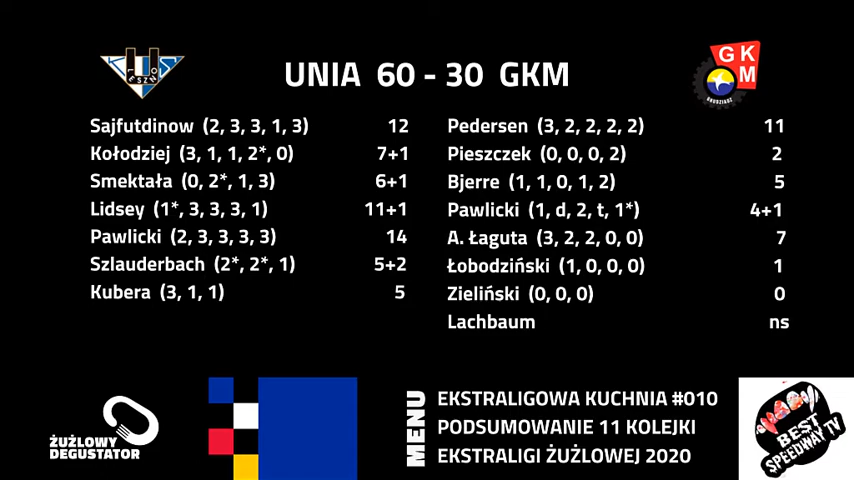 UNIA 60 - 30 GKM
Sajfutdinow (2, 3, 3, 1, 3) 12
Kołodziej (3, 1, 1, 2*, 0) 7+1
Smektała (0, 2*, 1, 3) 6+1
Lidsey (1*, 3, 3, 3, 1) 11+1
Pawlicki (2, 3, 3, 3, 3) 14
Szlauderbach (2*, 2*, 1) 5+2
Kubera (3, 1, 1) 5
Pedersen (3, 2, 2, 2, 2) 11
Pieszczek (0, 0, 0, 2) 2
Bjerre (1, 1, 0, 1, 2) 5
Pawlicki (1, d, 2, t, 1*) 4+1
A. Łaguta (3, 2, 2, 0, 0) 7
Łobodziński (1, 0, 0, 0) 1
Zieliński (0, 0, 0) 0
Lachbaum ns
GKM
GRUDZIĄDZ
ŻUŻLOWY
DEGUSTATOR
MENU
EKSTRALIGOWA KUCHNIA #010
PODSUMOWANIE 11 KOLEJKI
EKSTRALIGI ŻUŻLOWEJ 2020
BEST
SPEEDWAY TV